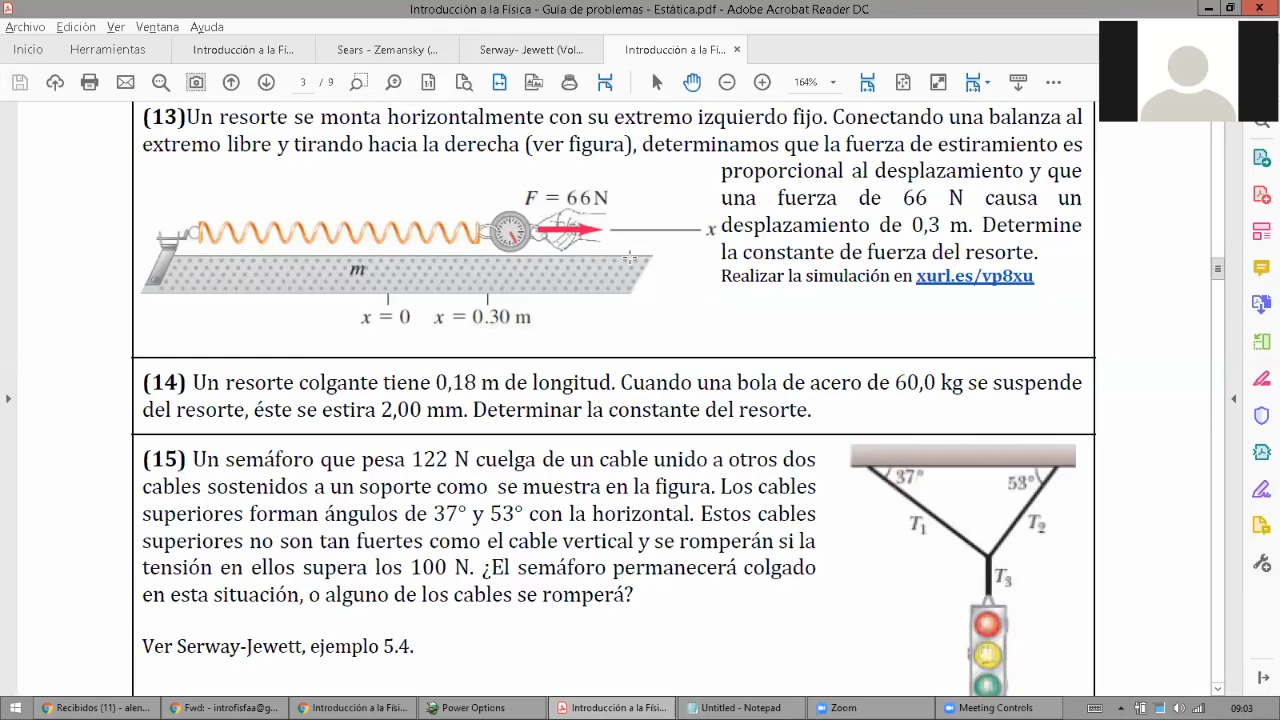 Introducción a la Física - Guia de problemas - Estática.pdf - Adobe Acrobat Reader DC
Archivo Edición Ver Ventana Ayuda
Inicio Herramientas Introducción a la Fí... Sears - Zemansky (... Serway- Jewett (Vol... Introducción a la Fí... ×
3 / 9 164%
(13)Un resorte se monta horizontalmente con su extremo izquierdo fijo. Conectando una balanza al
extremo libre y tirando hacia la derecha (ver figura), determinamos que la fuerza de estiramiento es
proporcional al desplazamiento y que
una fuerza de 66 N causa un
desplazamiento de 0,3 m. Determine
la constante de fuerza del resorte.
Realizar la simulación en xurl.es/vp8xu
F = 66 N
x
m
x = 0 x = 0.30 m
(14) Un resorte colgante tiene 0,18 m de longitud. Cuando una bola de acero de 60,0 kg se suspende
del resorte, éste se estira 2,00 mm. Determinar la constante del resorte.
(15) Un semáforo que pesa 122 N cuelga de un cable unido a otros dos
cables sostenidos a un soporte como se muestra en la figura. Los cables
superiores forman ángulos de 37° y 53° con la horizontal. Estos cables
superiores no son tan fuertes como el cable vertical y se romperán si la
tensión en ellos supera los 100 N. ¿El semáforo permanecerá colgado
en esta situación, o alguno de los cables se romperá?
Ver Serway-Jewett, ejemplo 5.4.
37° 53°
T1 T2
T3
Recibidos (11) - alen... Fwd: - introfisfaa@g... Introducción a la Fí... Power Options Introducción a la Fí... Untitled - Notepad Zoom Meeting Controls 09:03